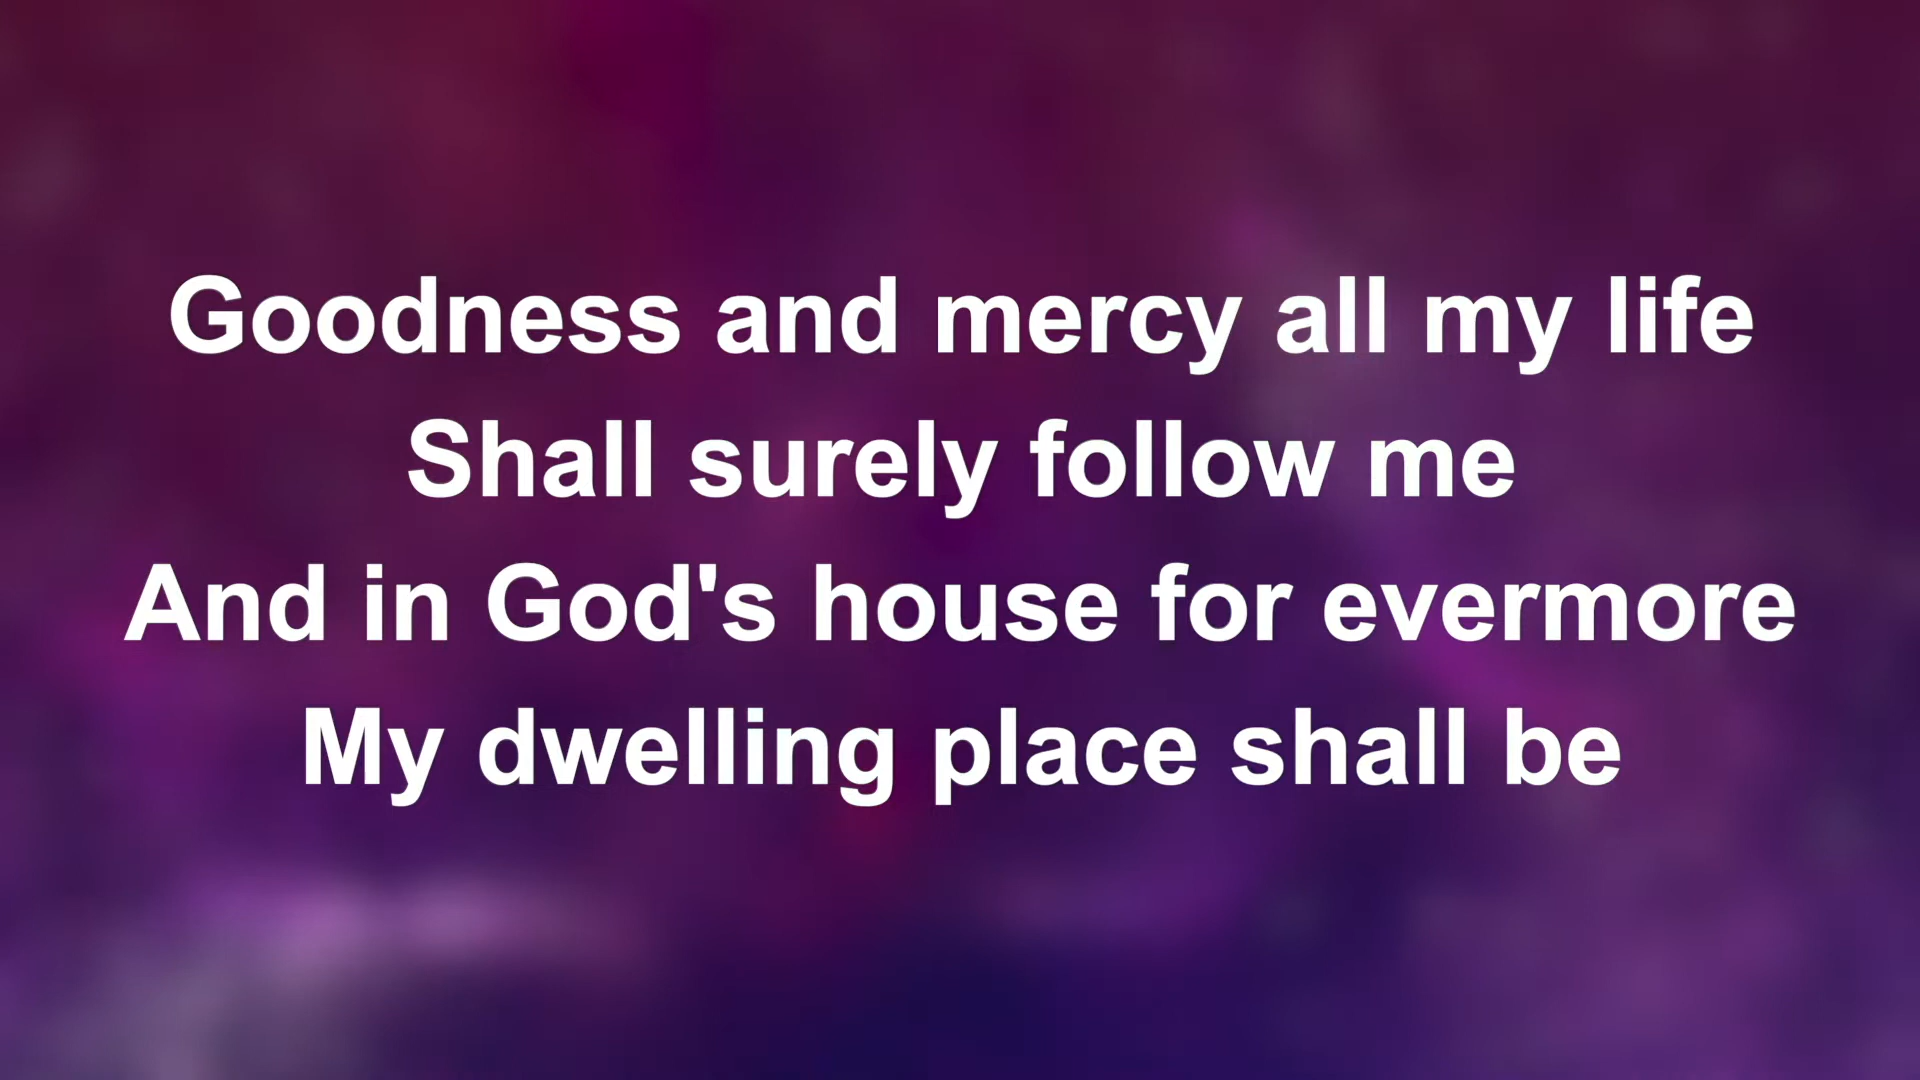 Goodness and mercy all my life
Shall surely follow me
And in God's house for evermore
My dwelling place shall be